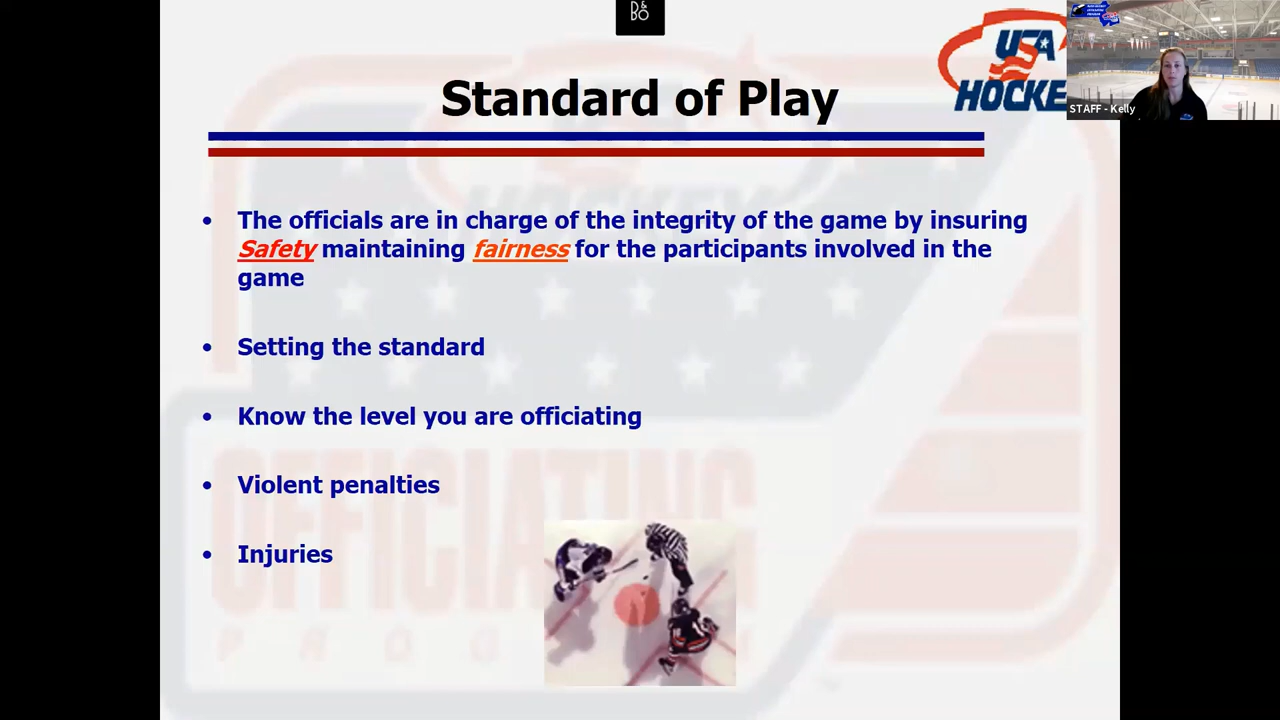 B&
BO
USA
HOCKE
STAFF - Kelly
Standard of Play
The officials are in charge of the integrity of the game by insuring
Safety maintaining fairness for the participants involved in the
game
Setting the standard
Know the level you are officiating
Violent penalties
Injuries
OFFICIATING